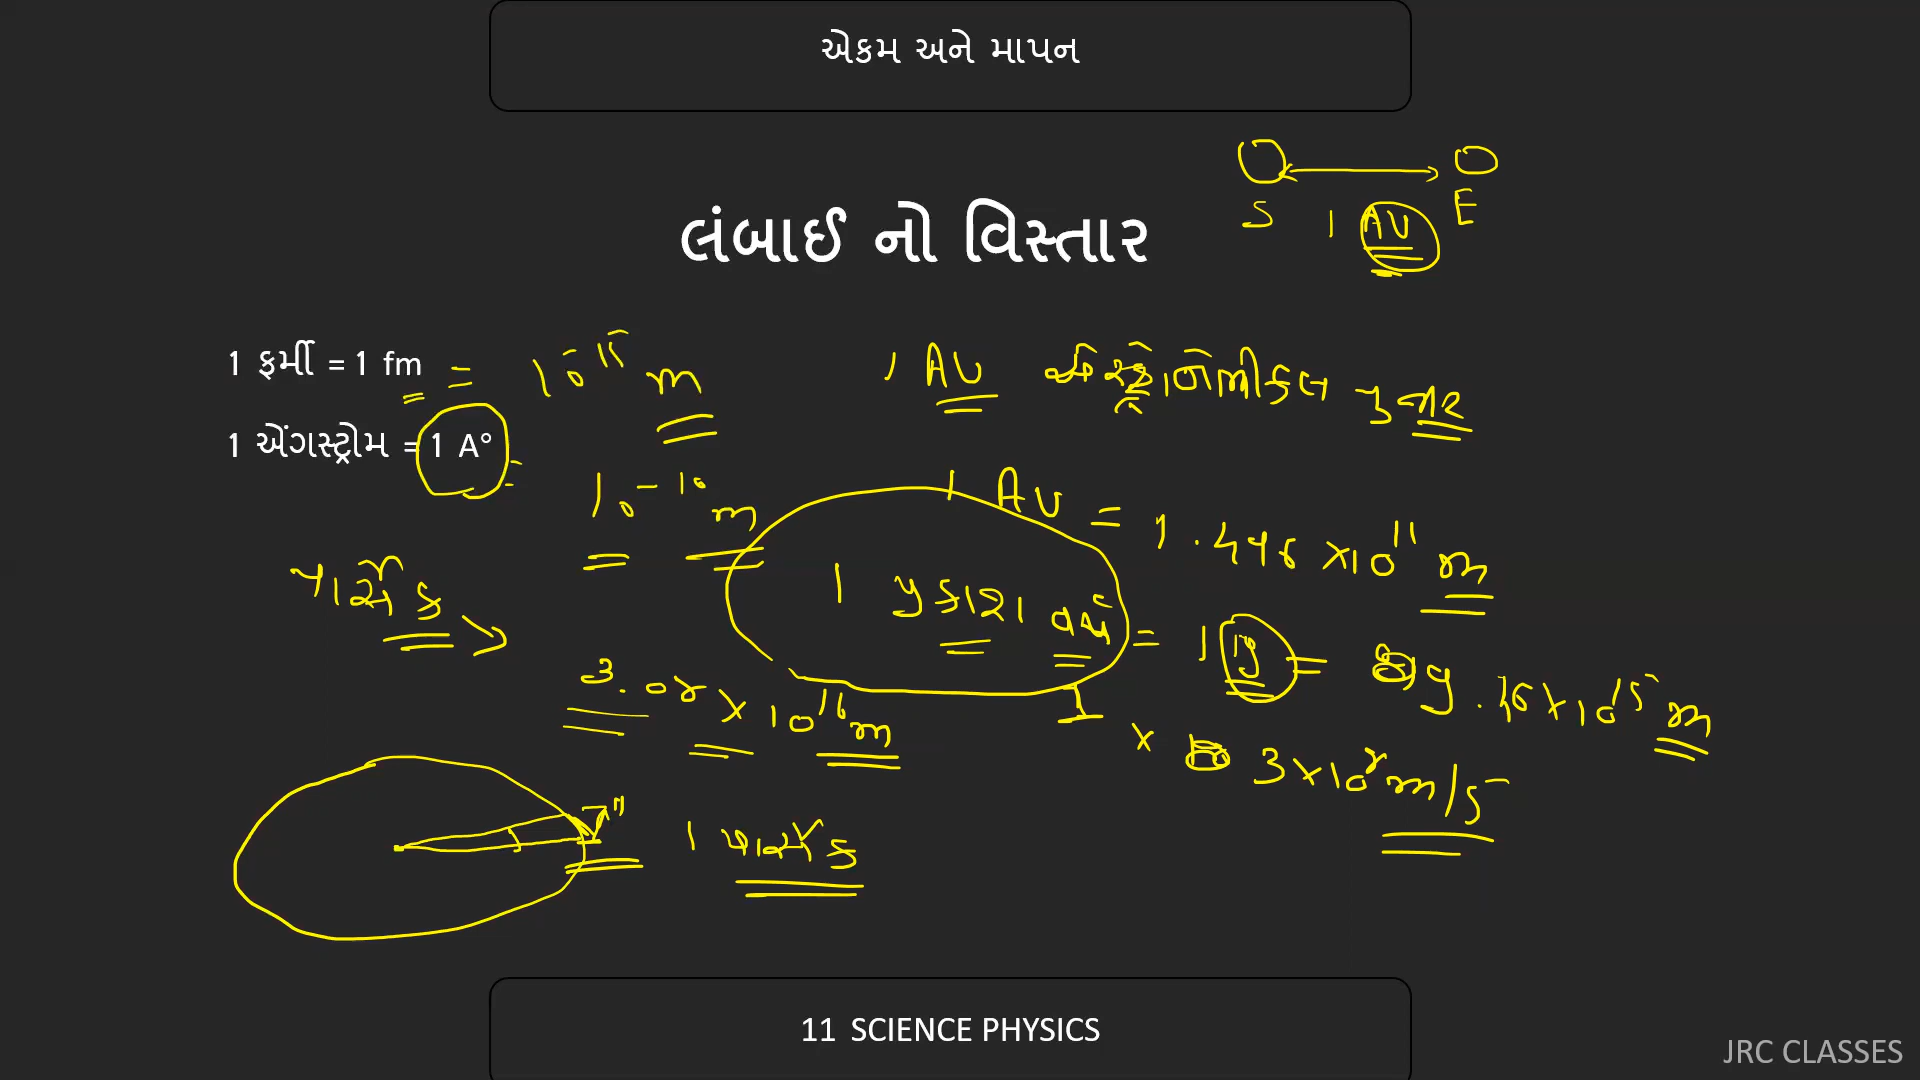 એકમ અને માપન
S 1 AU E
લંબાઈ નો વિસ્તાર
1 ફર્મી = 1 fm = 10⁻¹⁵ m
1 AU
1 એંગસ્ટ્રોમ = 1 A° = 10⁻¹⁰ m
1 AU = 1.496 × 10¹¹ m
પાર્સેક
1 પ્રકાશ વર્ષ = 1 ly = 9.46 × 10¹⁵ m
3.08 × 10¹⁶ m
1 × 3 × 10⁸ m/s
1"
1 પાર્સેક
11 SCIENCE PHYSICS
JRC CLASSES